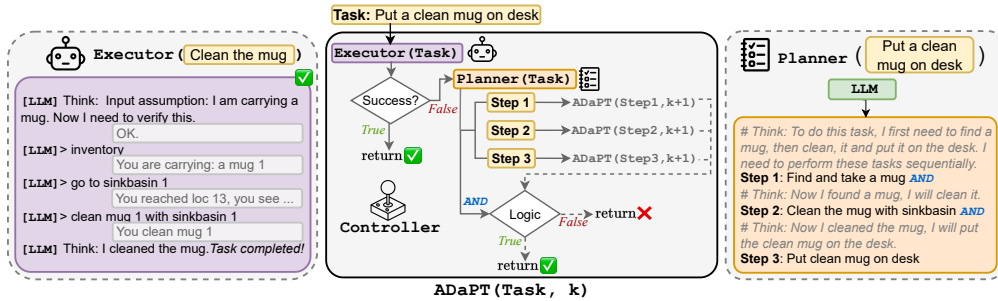 Task: Put a clean mug on desk
Executor( Clean the mug )
[LLM] Think: Input assumption: I am carrying a
mug. Now I need to verify this.
OK.
[LLM]> inventory
You are carrying: a mug 1
[LLM]> go to sinkbasin 1
You reached loc 13, you see ...
[LLM]> clean mug 1 with sinkbasin 1
You clean mug 1
[LLM] Think: I cleaned the mug. Task completed!
Executor(Task)
Success?
False
True
return
Planner(Task)
Step 1
ADaPT(Step1,k+1)
Step 2
ADaPT(Step2,k+1)
Step 3
ADaPT(Step3,k+1)
Controller
AND
Logic
False
return
True
return
ADaPT(Task, k)
Planner ( Put a clean
mug on desk )
LLM
# Think: To do this task, I first need to find a
mug, then clean, it and put it on the desk. I
need to perform these tasks sequentially.
Step 1: Find and take a mug AND
# Think: Now I found a mug, I will clean it.
Step 2: Clean the mug with sinkbasin AND
# Think: Now I cleaned the mug, I will put
the clean mug on the desk.
Step 3: Put clean mug on desk